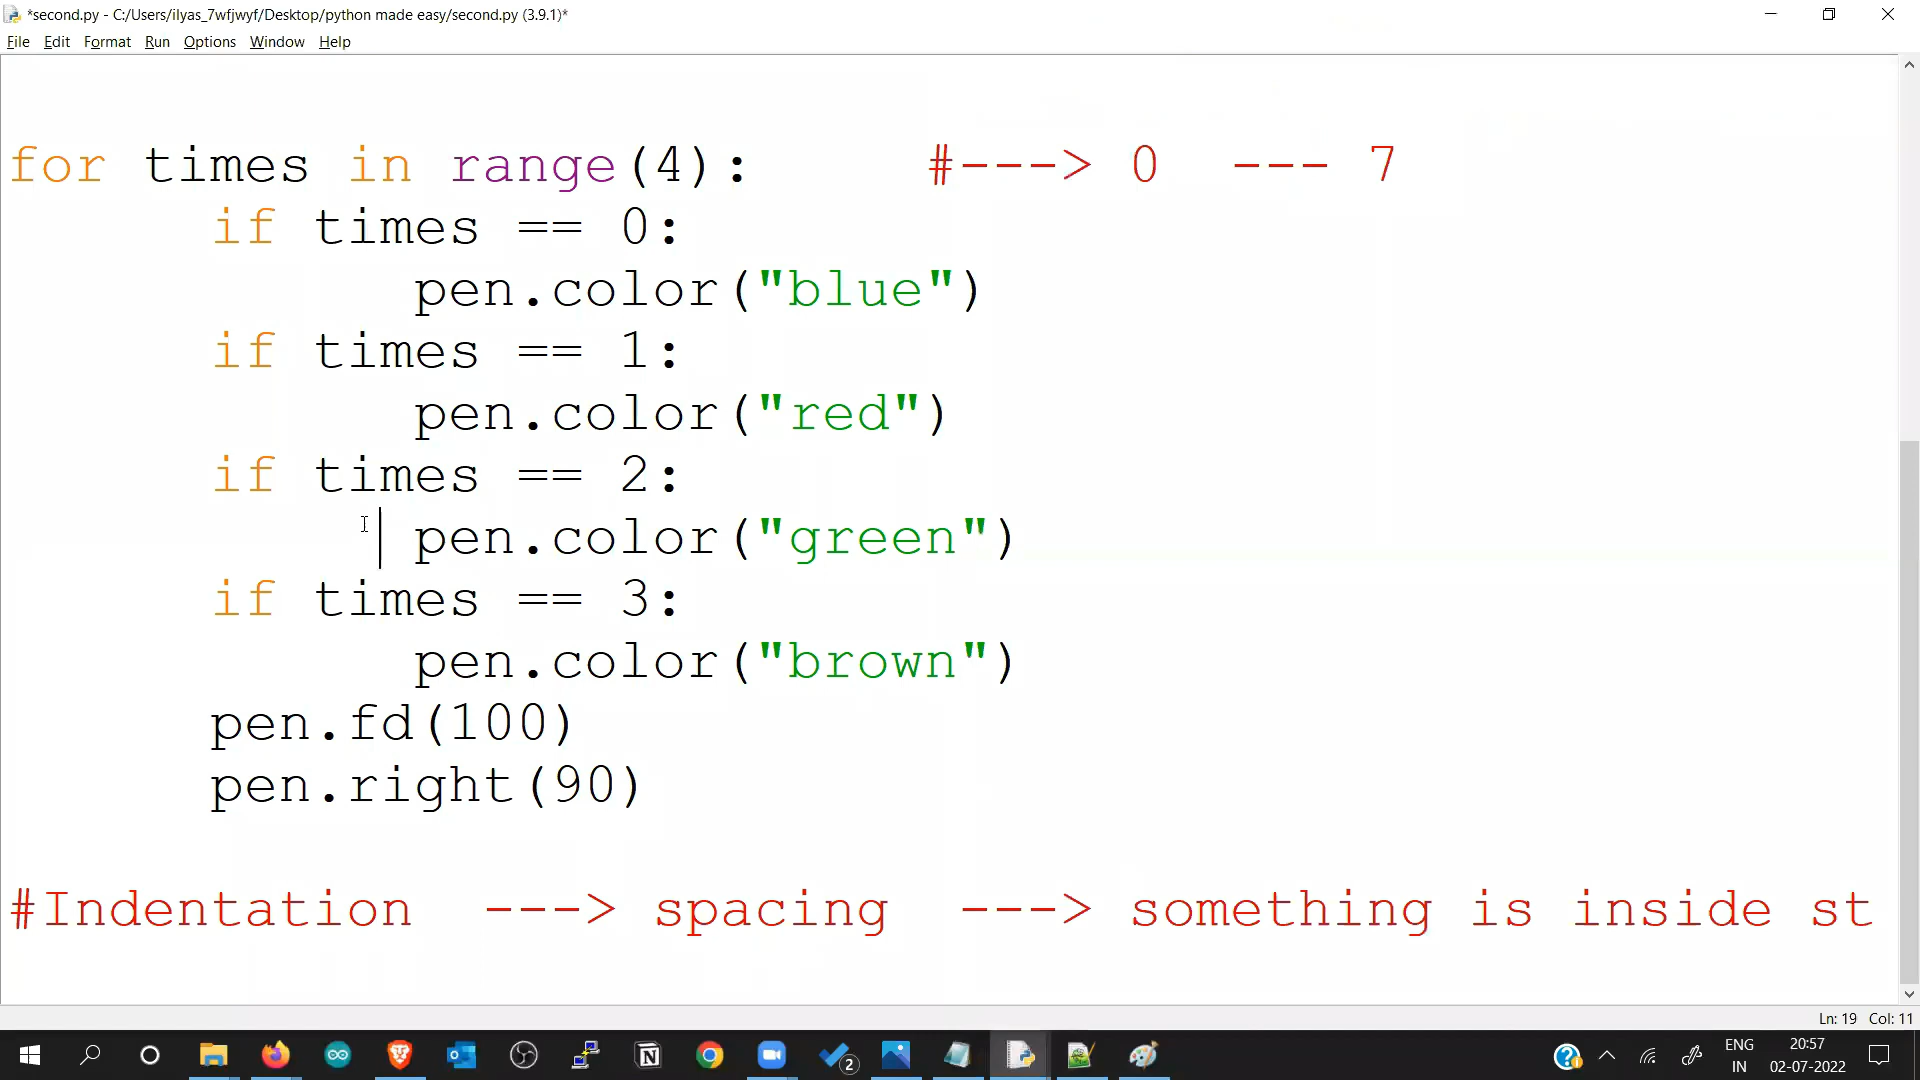 *second.py - C:/Users/ilyas_7wfjwyf/Desktop/python made easy/second.py (3.9.1)*
File Edit Format Run Options Window Help
for times in range(4):     #---> 0  --- 7
if times == 0:
pen.color("blue")
if times == 1:
pen.color("red")
if times == 2:
pen.color("green")
if times == 3:
pen.color("brown")
pen.fd(100)
pen.right(90)
#Indentation  ---> spacing  ---> something is inside st
Ln: 19 Col: 11
2
ENG
IN
20:57
02-07-2022